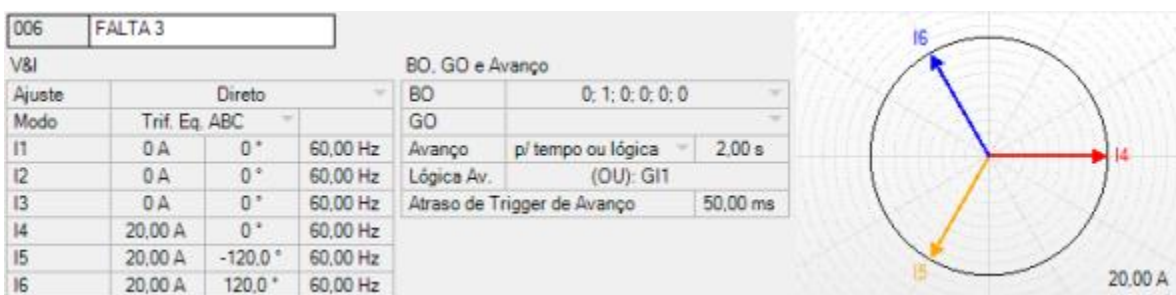 006 FALTA 3
V&I BO, GO e Avanço
Ajuste Direto BO 0; 1; 0; 0; 0; 0
Modo Trif. Eq. ABC GO
I1 0 A 0 ° 60,00 Hz Avanço p/ tempo ou lógica 2,00 s
I2 0 A 0 ° 60,00 Hz Lógica Av. (OU): GI1
I3 0 A 0 ° 60,00 Hz Atraso de Trigger de Avanço 50,00 ms
I4 20,00 A 0 ° 60,00 Hz
I5 20,00 A -120,0 ° 60,00 Hz
I6 20,00 A 120,0 ° 60,00 Hz
I6
I4
I5
20,00 A